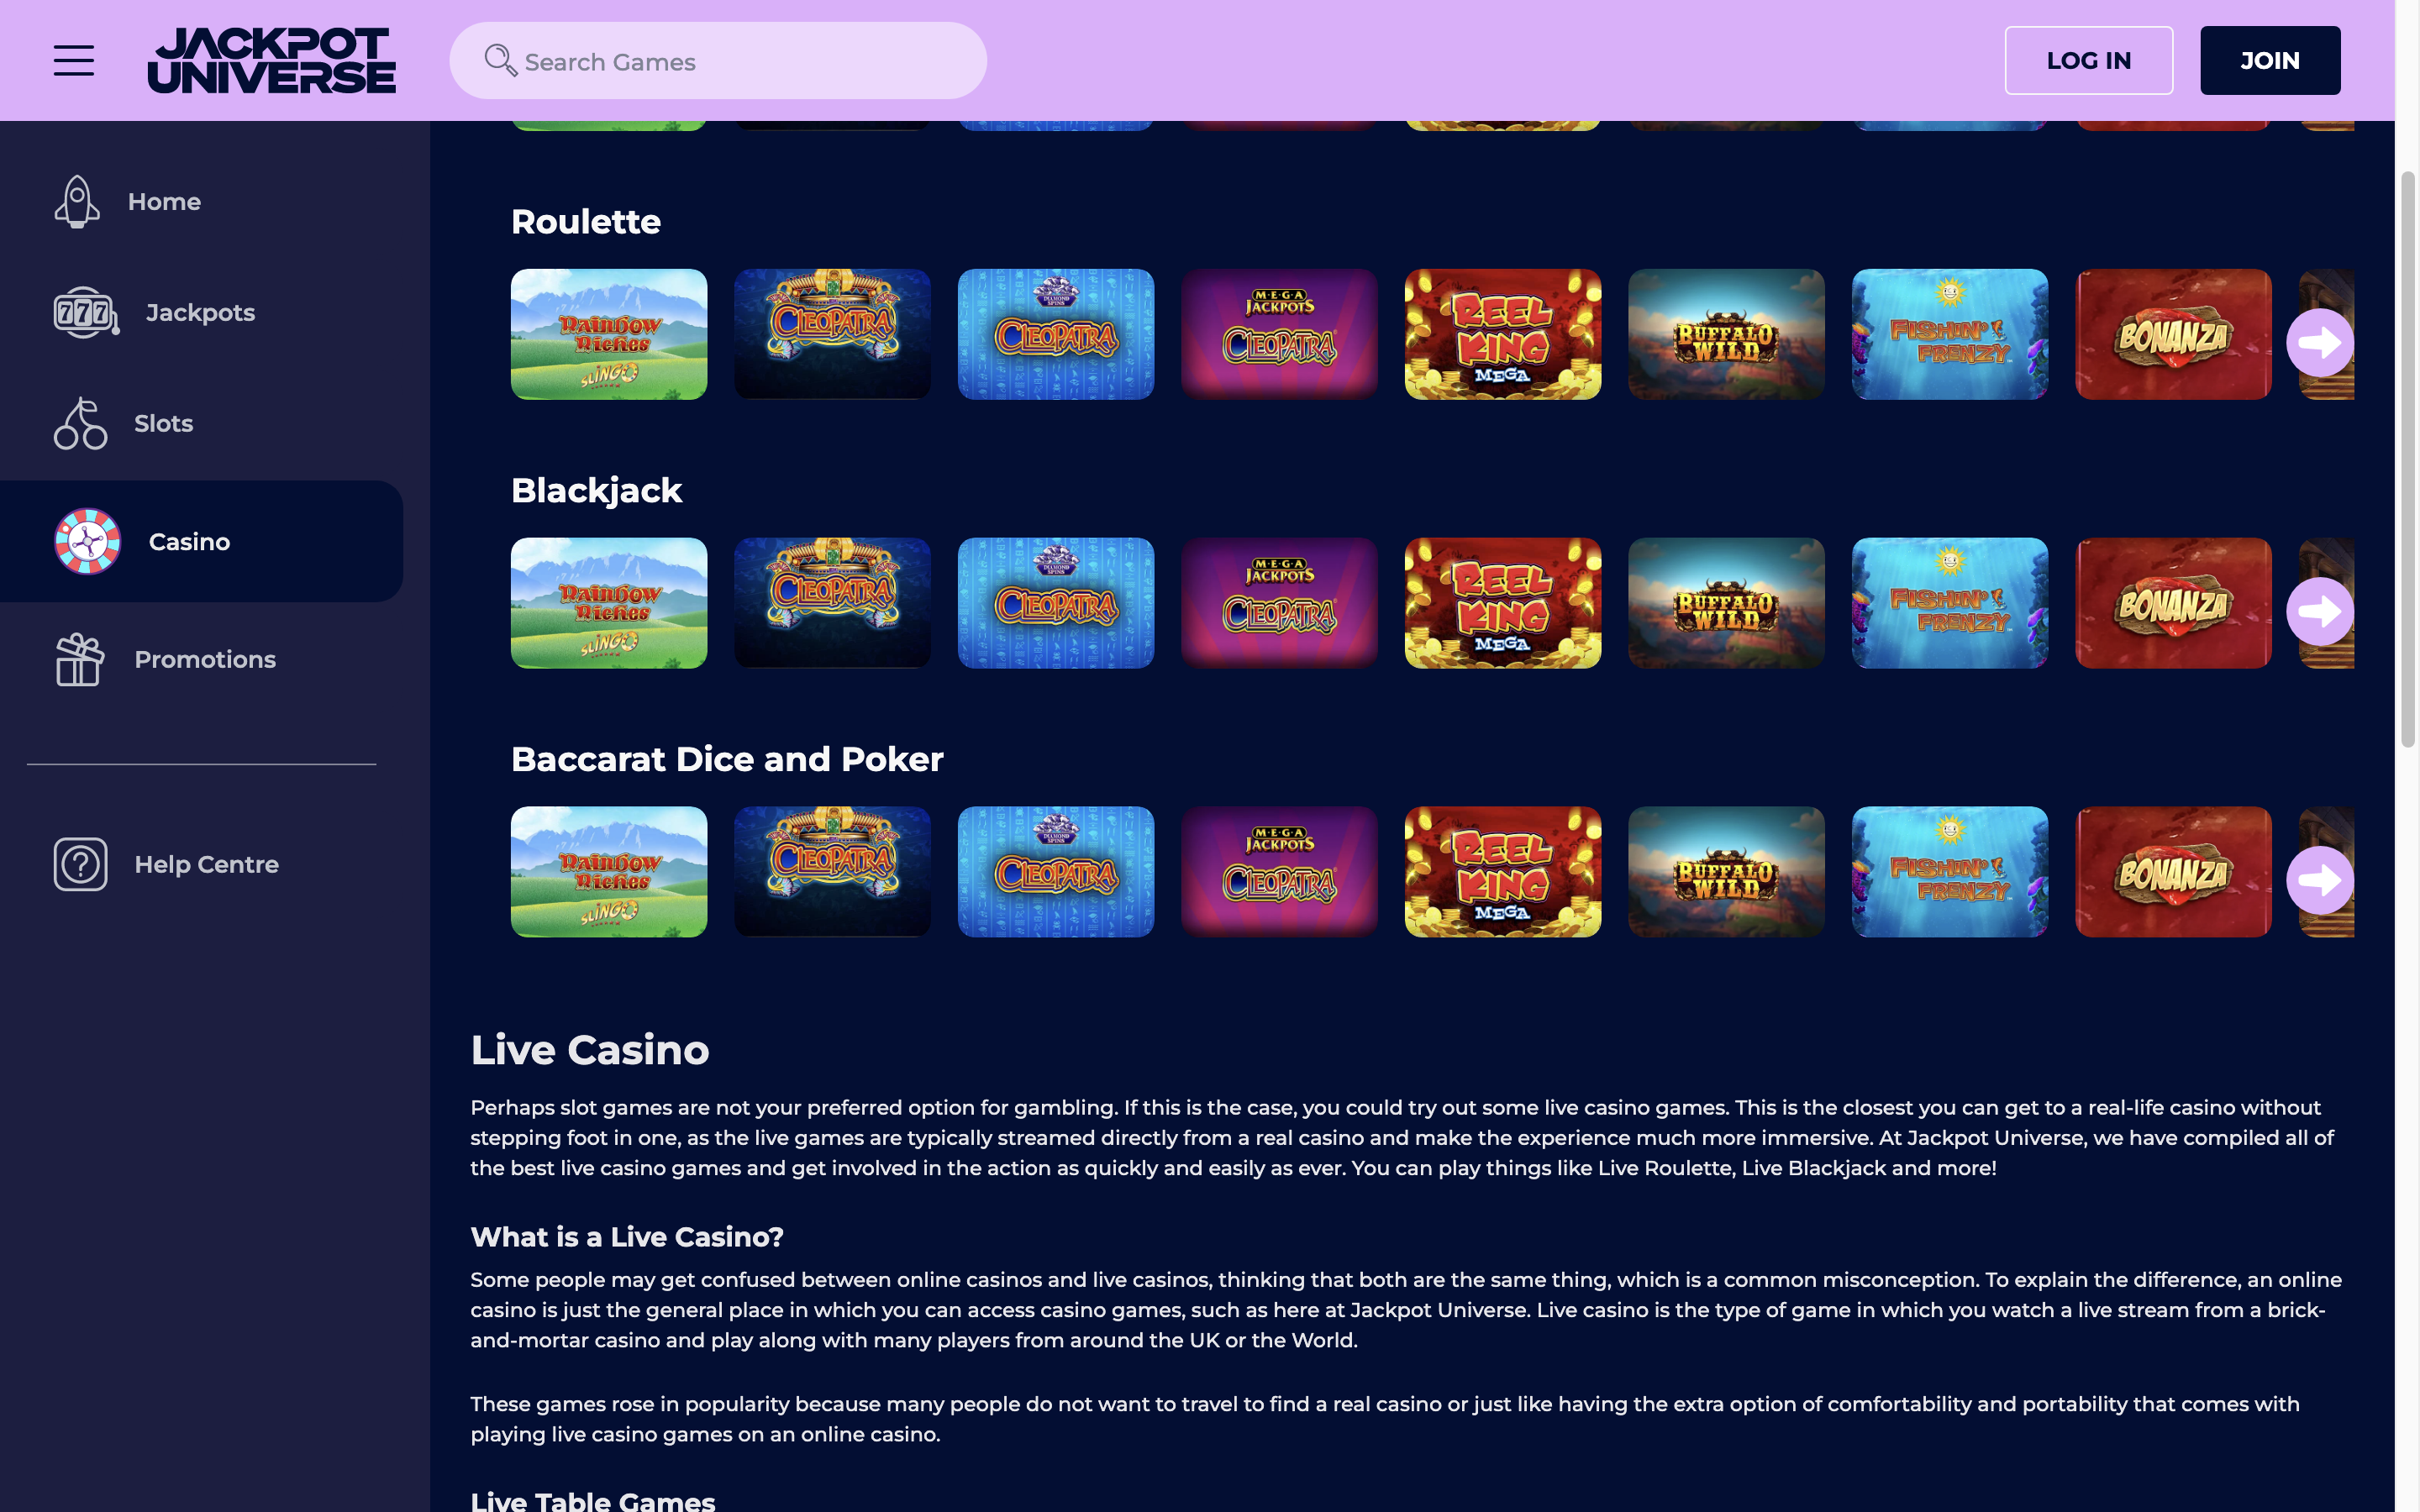 JACKPOT
UNIVERSE
Search Games
LOG IN
JOIN
Home
Jackpots
777
Slots
Casino
Promotions
Help Centre
Roulette
Rainbow
Riches
SLINGO
CLEOPATRA
DIAMOND
SPINS
CLEOPATRA
MEGA
JACKPOTS
CLEOPATRA
REEL
KING
MEGA
BUFFALO
WILD
FISHIN'
FRENZY
BONANZA
Blackjack
Rainbow
Riches
SLINGO
CLEOPATRA
DIAMOND
SPINS
CLEOPATRA
MEGA
JACKPOTS
CLEOPATRA
REEL
KING
MEGA
BUFFALO
WILD
FISHIN'
FRENZY
BONANZA
Baccarat Dice and Poker
Rainbow
Riches
SLINGO
CLEOPATRA
DIAMOND
SPINS
CLEOPATRA
MEGA
JACKPOTS
CLEOPATRA
REEL
KING
MEGA
BUFFALO
WILD
FISHIN'
FRENZY
BONANZA
Live Casino
Perhaps slot games are not your preferred option for gambling. If this is the case, you could try out some live casino games. This is the closest you can get to a real-life casino without
stepping foot in one, as the live games are typically streamed directly from a real casino and make the experience much more immersive. At Jackpot Universe, we have compiled all of
the best live casino games and get involved in the action as quickly and easily as ever. You can play things like Live Roulette, Live Blackjack and more!
What is a Live Casino?
Some people may get confused between online casinos and live casinos, thinking that both are the same thing, which is a common misconception. To explain the difference, an online
casino is just the general place in which you can access casino games, such as here at Jackpot Universe. Live casino is the type of game in which you watch a live stream from a brick-
and-mortar casino and play along with many players from around the UK or the World.
These games rose in popularity because many people do not want to travel to find a real casino or just like having the extra option of comfortability and portability that comes with
playing live casino games on an online casino.
Live Table Games